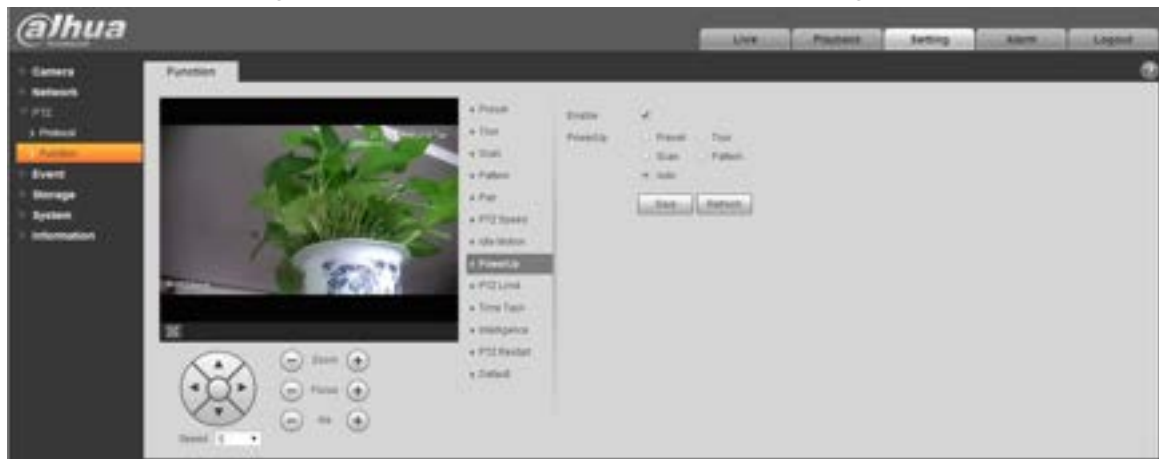 alhua
TECHNOLOGY
Live
Playback
Setting
Alarm
Logout
Camera
Network
PTZ
Protocol
Function
Event
Storage
System
Information
Function
Preset
Tour
Scan
Pattern
Pan
PTZ Speed
Idle Motion
PowerUp
PTZ Limit
Time Task
Intelligence
PTZ Restart
Default
Enable
PowerUp
Preset
Tour
Scan
Pattern
Auto
Save
Refresh
Zoom
Focus
Iris
Speed